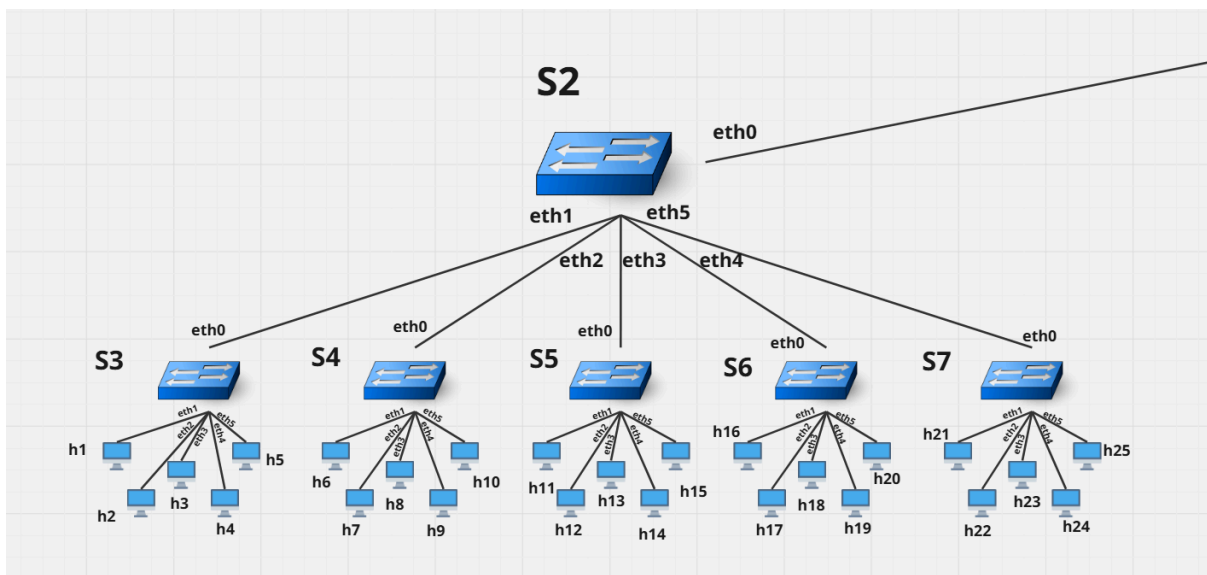 S2
eth0
eth1
eth5
eth2
eth3
eth4
eth0
eth0
eth0
eth0
eth0
S3
S4
S5
S6
S7
eth1
eth2
eth3
eth4
eth5
eth1
eth2
eth3
eth4
eth5
eth1
eth2
eth3
eth4
eth5
eth1
eth2
eth3
eth4
eth5
eth1
eth2
eth3
eth4
eth5
h1
h2
h3
h4
h5
h6
h7
h8
h9
h10
h11
h12
h13
h14
h15
h16
h17
h18
h19
h20
h21
h22
h23
h24
h25